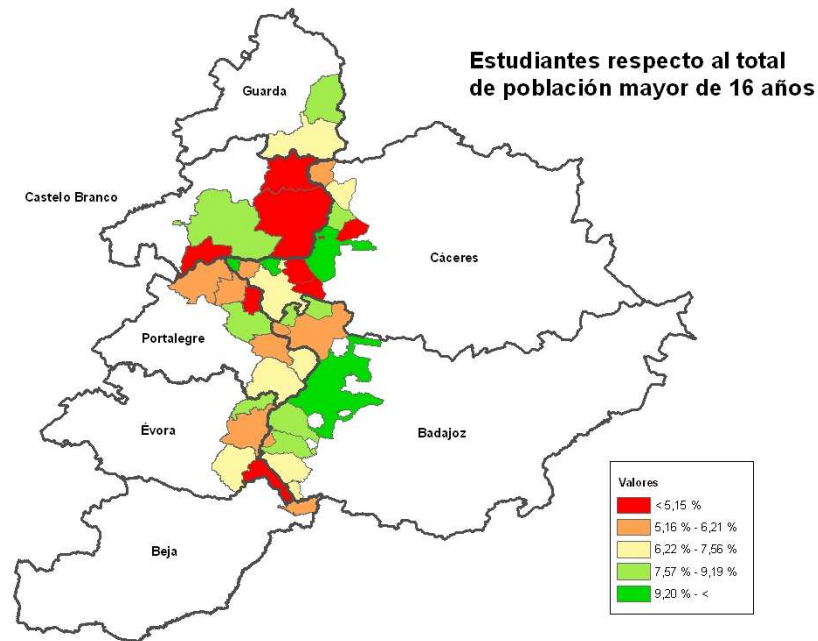 Estudiantes respecto al total
de población mayor de 16 años
Guarda
Castelo Branco
Cáceres
Portalegre
Évora
Badajoz
Beja
Valores
< 5,15 %
5,16 % - 6,21 %
6,22 % - 7,56 %
7,57 % - 9,19 %
9,20 % - <